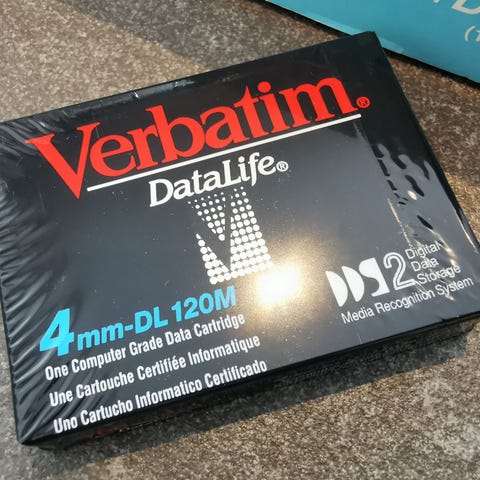 Verbatim®
DataLife®
4mm-DL 120M
One Computer Grade Data Cartridge
Une Cartouche Certifiée Informatique
Uno Cartucho Informatico Certificado
DDS2 Digital
Data
Storage
Media Recognition System